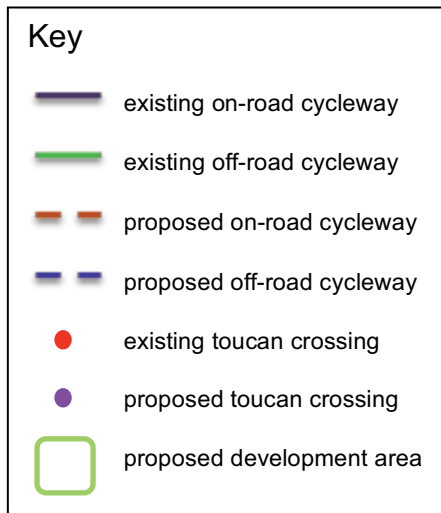 Key
existing on-road cycleway
existing off-road cycleway
proposed on-road cycleway
proposed off-road cycleway
existing toucan crossing
proposed toucan crossing
proposed development area